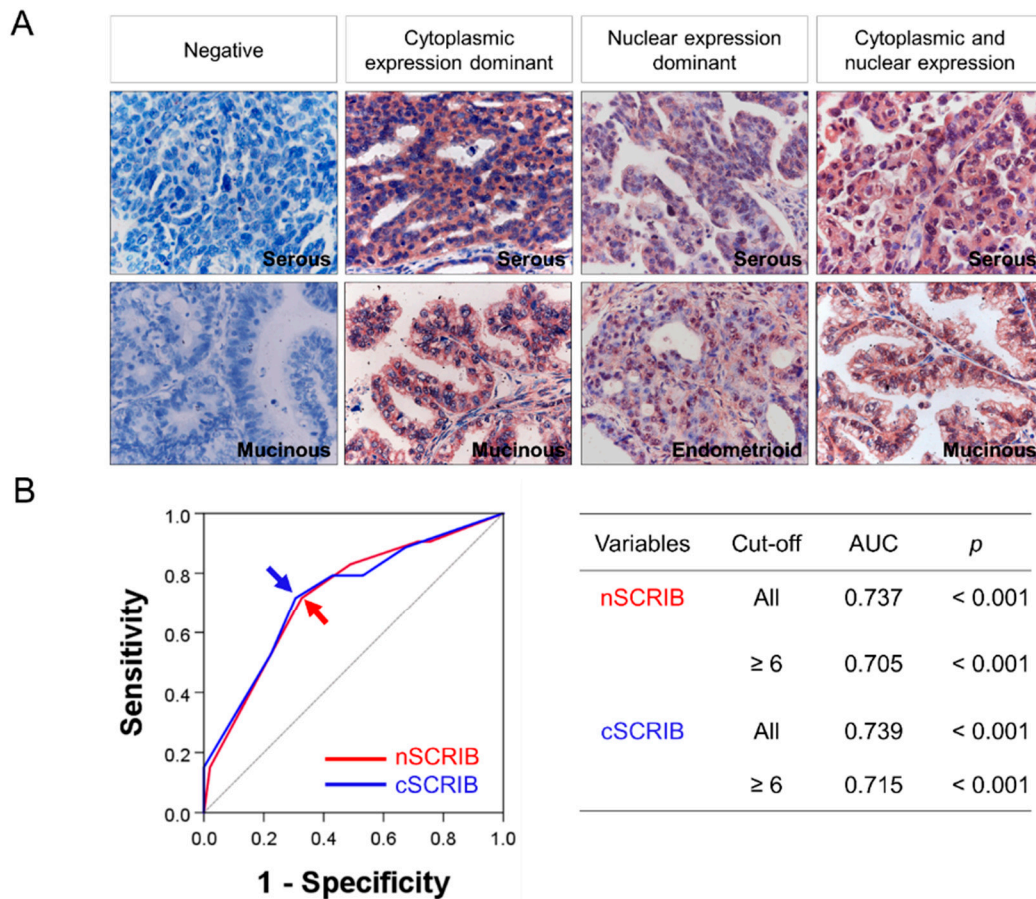 A
Negative
Cytoplasmic
expression dominant
Nuclear expression
dominant
Cytoplasmic and
nuclear expression
Serous
Serous
Serous
Serous
Mucinous
Mucinous
Endometrioid
Mucinous
B
1.0
0.8
0.6
0.4
0.2
0.0
Sensitivity
nSCRIB
cSCRIB
0.0 0.2 0.4 0.6 0.8 1.0
1 - Specificity
Variables Cut-off AUC p
nSCRIB All 0.737 < 0.001
≥ 6 0.705 < 0.001
cSCRIB All 0.739 < 0.001
≥ 6 0.715 < 0.001